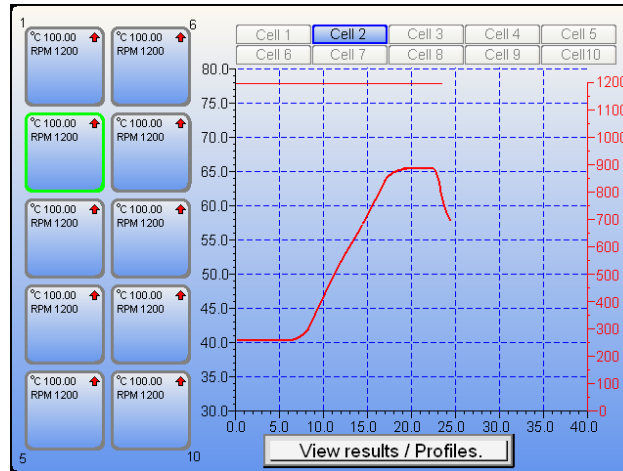 1 6
°C 100.00 °C 100.00
RPM 1200 RPM 1200
°C 100.00 °C 100.00
RPM 1200 RPM 1200
°C 100.00 °C 100.00
RPM 1200 RPM 1200
°C 100.00 °C 100.00
RPM 1200 RPM 1200
°C 100.00 °C 100.00
RPM 1200 RPM 1200
5 10
Cell 1 Cell 2 Cell 3 Cell 4 Cell 5
Cell 6 Cell 7 Cell 8 Cell 9 Cell10
80.0
75.0
70.0
65.0
60.0
55.0
50.0
45.0
40.0
35.0
30.0
1200
1100
1000
900
800
700
600
500
400
300
200
100
0
0.0 5.0 10.0 15.0 20.0 25.0 30.0 35.0 40.0
View results / Profiles.